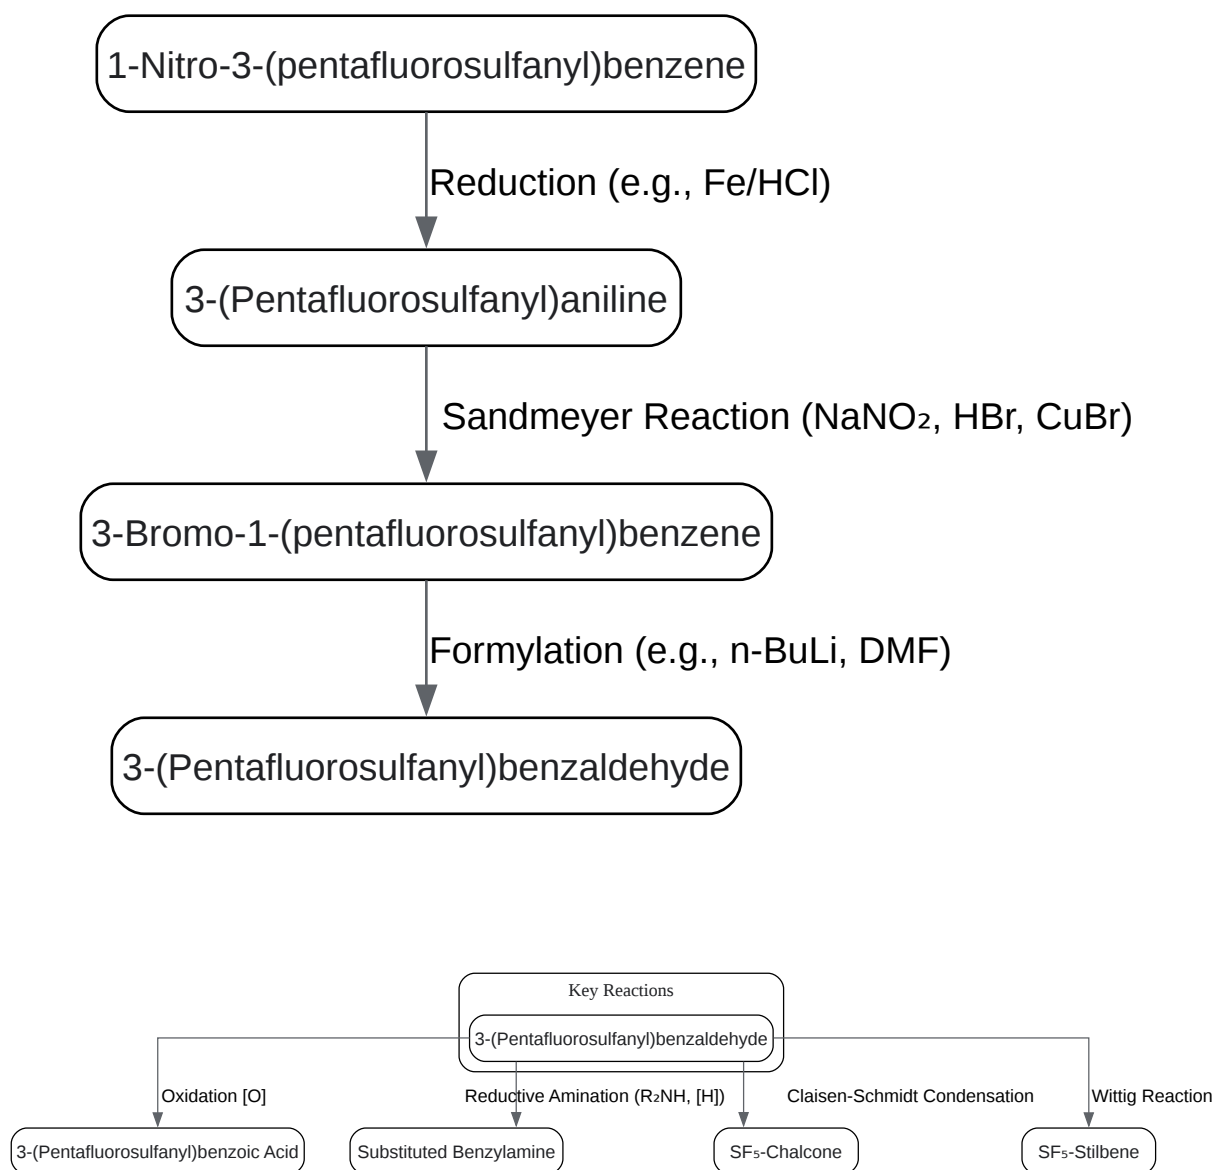 1-Nitro-3-(pentafluorosulfanyl)benzene
Reduction (e.g., Fe/HCl)
3-(Pentafluorosulfanyl)aniline
Sandmeyer Reaction (NaNO₂, HBr, CuBr)
3-Bromo-1-(pentafluorosulfanyl)benzene
Formylation (e.g., n-BuLi, DMF)
3-(Pentafluorosulfanyl)benzaldehyde
Key Reactions
3-(Pentafluorosulfanyl)benzaldehyde
Oxidation [O]
Reductive Amination (R₂NH, [H])
Claisen-Schmidt Condensation
Wittig Reaction
3-(Pentafluorosulfanyl)benzoic Acid
Substituted Benzylamine
SF₅-Chalcone
SF₅-Stilbene